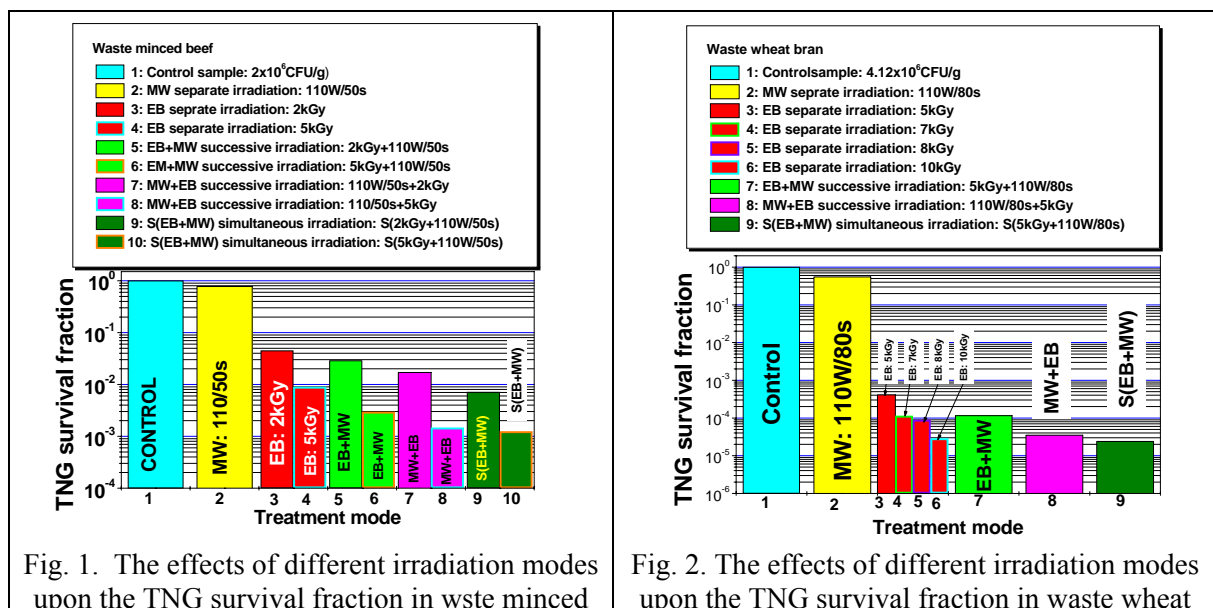 Waste minced beef
1: Control sample: 2x10⁶CFU/g)
2: MW separate irradiation: 110W/50s
3: EB seprate irradiation: 2kGy
4: EB separate irradiation: 5kGy
5: EB+MW successive irradiation: 2kGy+110W/50s
6: EM+MW successive irradiation: 5kGy+110W/50s
7: MW+EB successive irradiation: 110W/50s+2kGy
8: MW+EB successive irradiation: 110/50s+5kGy
9: S(EB+MW) simultaneous irradiation: S(2kGy+110W/50s)
10: S(EB+MW) simultaneous irradiation: S(5kGy+110W/50s)
TNG survival fraction
10⁰
10⁻¹
10⁻²
10⁻³
10⁻⁴
CONTROL
MW: 110/50s
EB: 2kGy
EB: 5kGy
EB+MW
EB+MW
MW+EB
MW+EB
S(EB+MW)
S(EB+MW)
1 2 3 4 5 6 7 8 9 10
Treatment mode
Fig. 1. The effects of different irradiation modes
upon the TNG survival fraction in wste minced
Waste wheat bran
1: Controlsample: 4.12x10⁶CFU/g
2: MW seprate irradiation: 110W/80s
3: EB separate irradiation: 5kGy
4: EB separate irradiation: 7kGy
5: EB separate irradiation: 8kGy
6: EB separate irradiation: 10kGy
7: EB+MW successive irradiation: 5kGy+110W/80s
8: MW+EB successive irradiation: 110W/80s+5kGy
9: S(EB+MW) simultaneous irradiation: S(5kGy+110W/80s)
TNG survival fraction
10⁰
10⁻¹
10⁻²
10⁻³
10⁻⁴
10⁻⁵
10⁻⁶
Control
MW: 110W/80s
EB: 5kGy
EB: 7kGy
EB: 8kGy
EB: 10kGy
EB+MW
MW+EB
S(EB+MW)
1 2 3 4 5 6 7 8 9
Treatment mode
Fig. 2. The effects of different irradiation modes
upon the TNG survival fraction in waste wheat